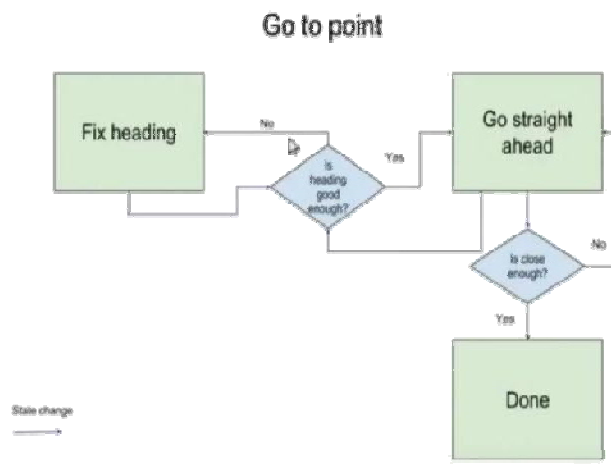 Go to point
Fix heading
No
Is
heading
good
enough?
Yes
Go straight
ahead
Is close
enough?
No
Yes
Done
State change